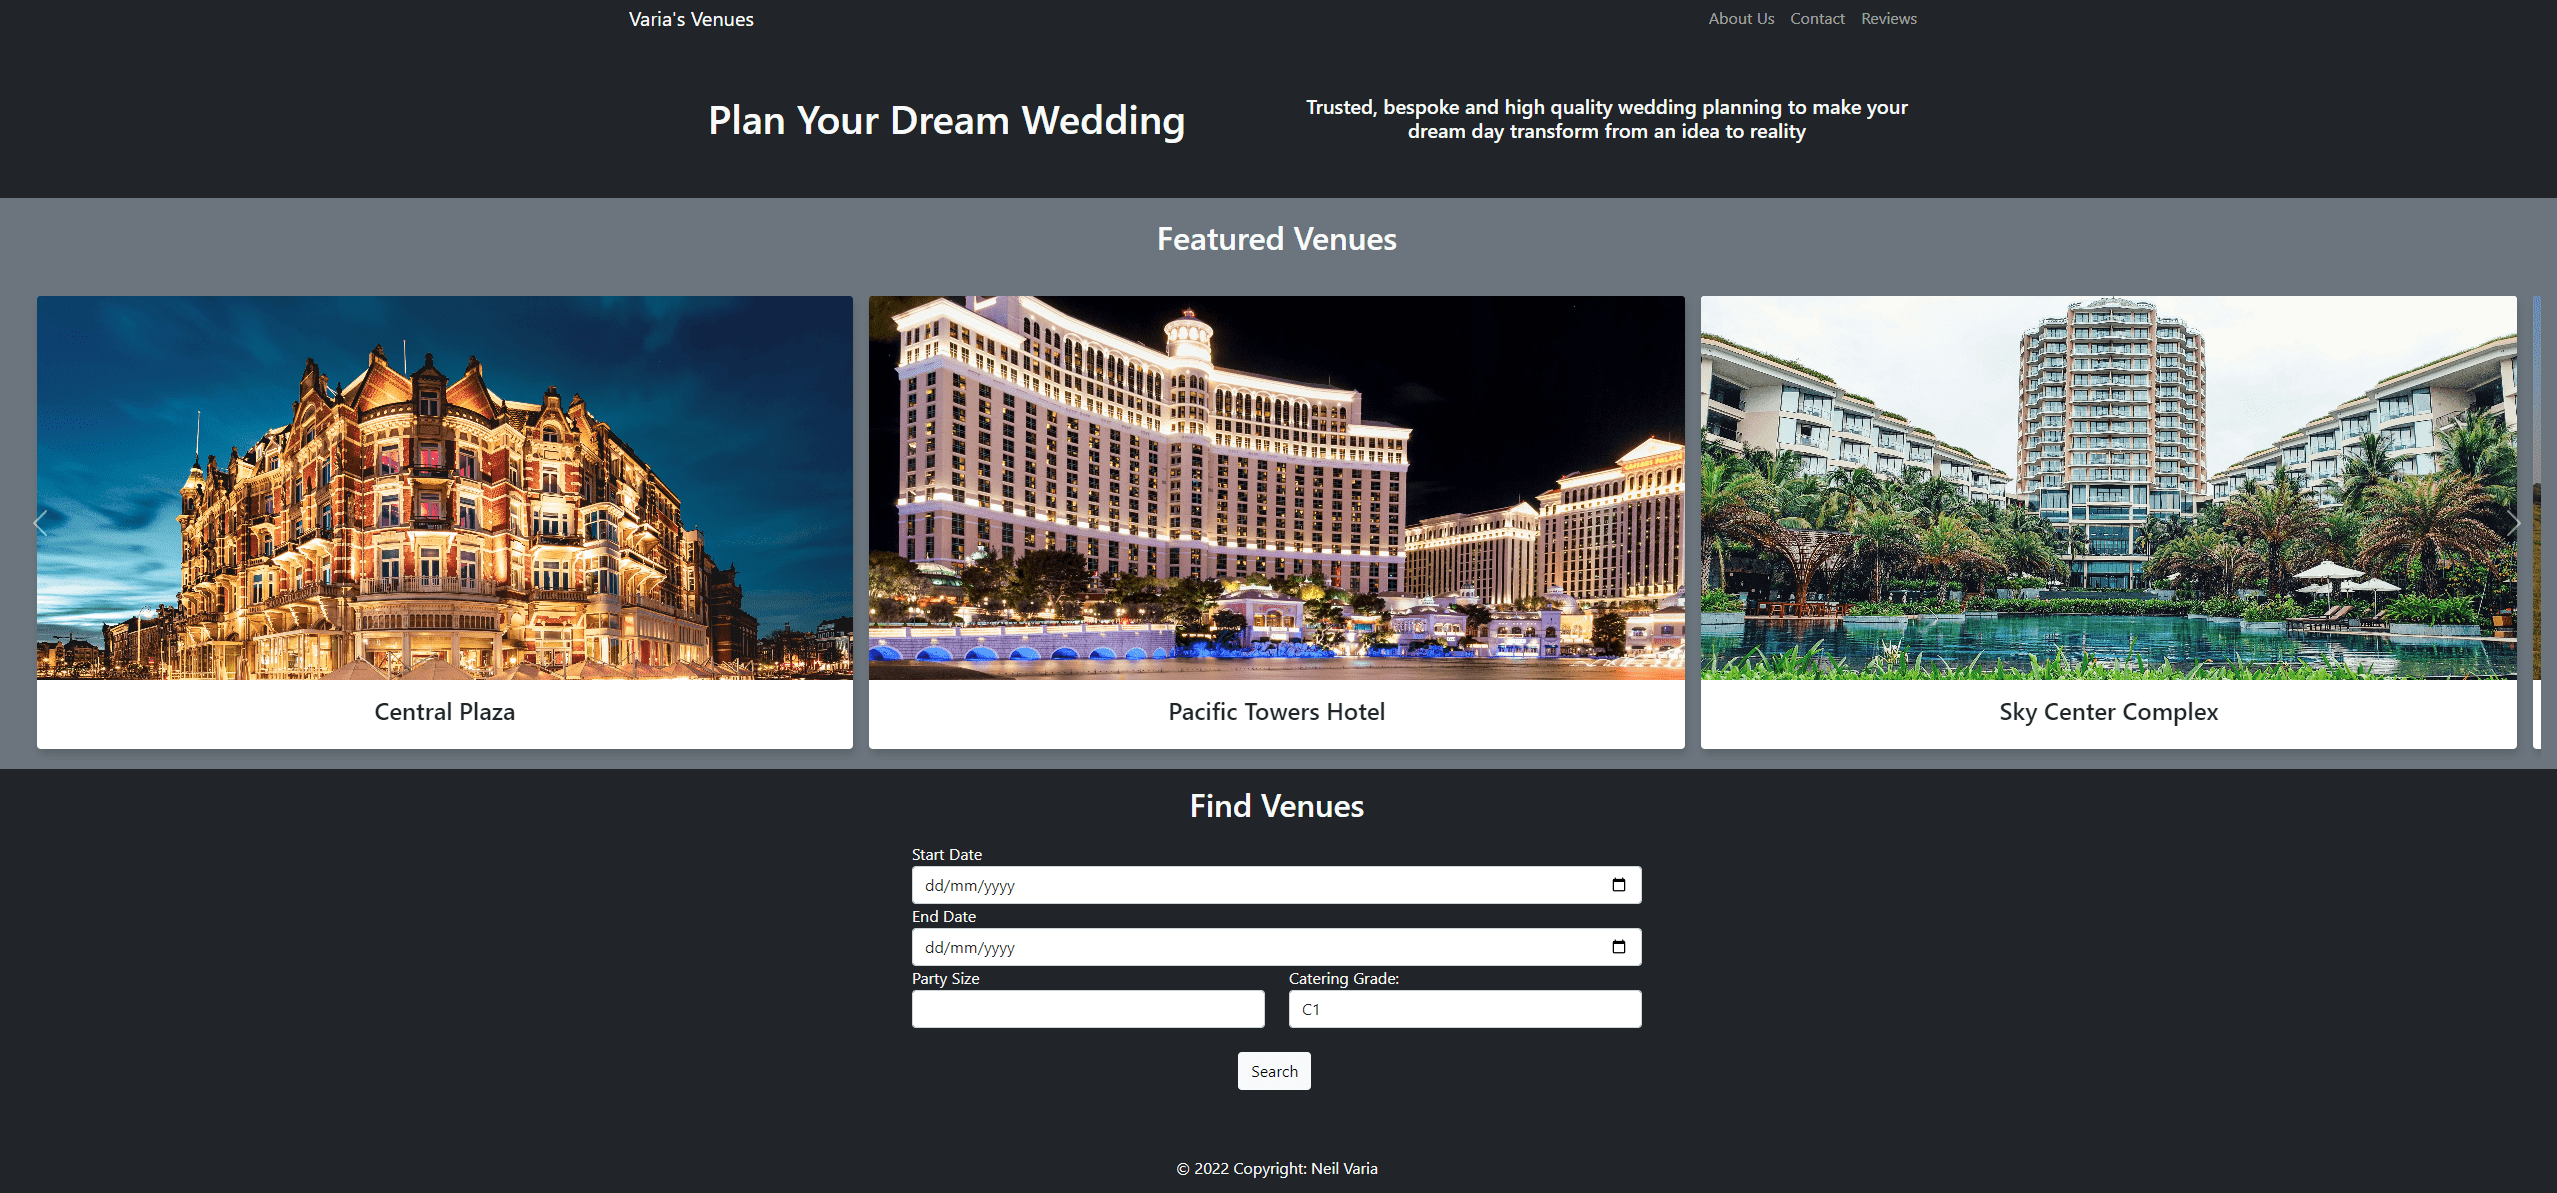 Varia's Venues
About Us Contact Reviews
Plan Your Dream Wedding
Trusted, bespoke and high quality wedding planning to make your
dream day transform from an idea to reality
Featured Venues
CAESARS PALACE
Central Plaza
Pacific Towers Hotel
Sky Center Complex
Find Venues
Start Date
dd/mm/yyyy
End Date
dd/mm/yyyy
Party Size
Catering Grade:
C1
Search
© 2022 Copyright: Neil Varia